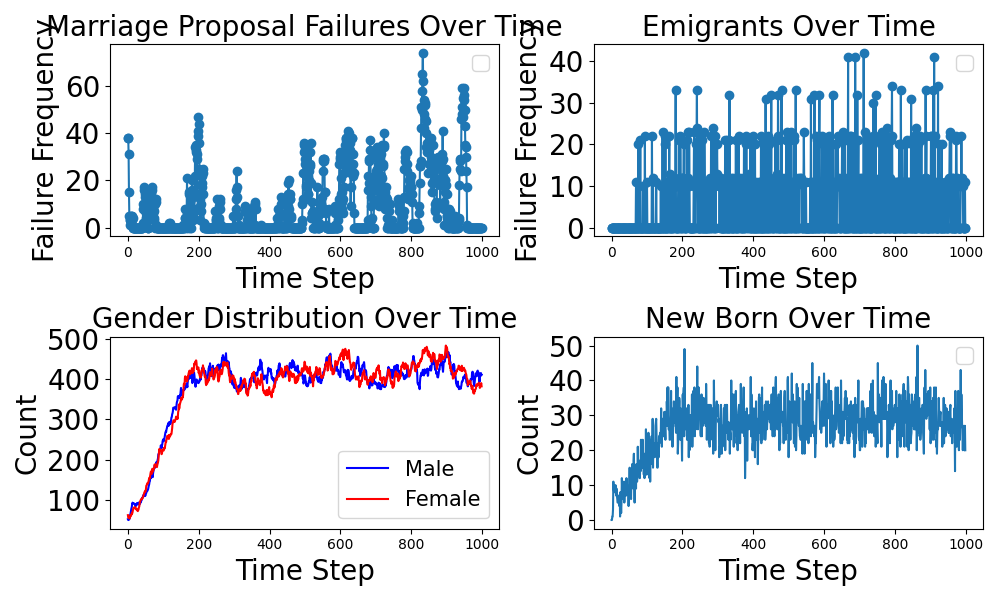 Marriage Proposal Failures Over Time
Failure Frequency
60
40
20
0
0 200 400 600 800 1000
Time Step
Emigrants Over Time
Failure Frequency
40
30
20
10
0
0 200 400 600 800 1000
Time Step
Gender Distribution Over Time
Count
500
400
300
200
100
Male
Female
0 200 400 600 800 1000
Time Step
New Born Over Time
Count
50
40
30
20
10
0
0 200 400 600 800 1000
Time Step